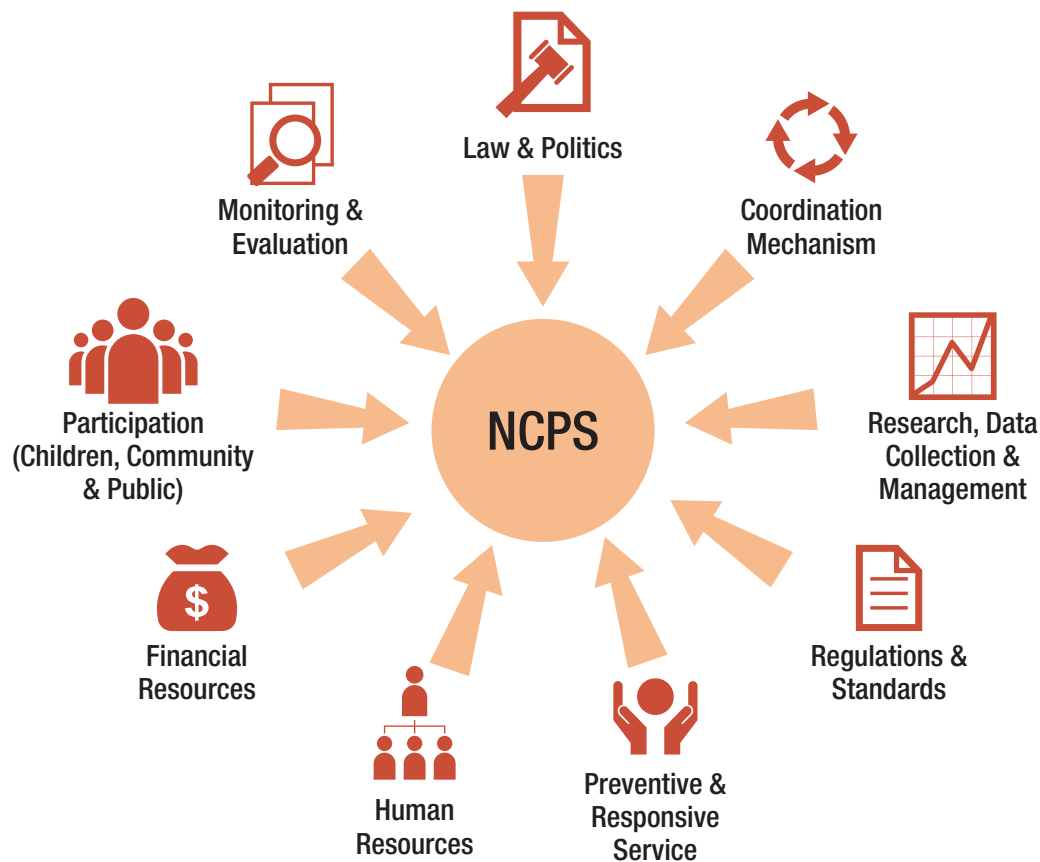 Law & Politics
Coordination
Mechanism
Research, Data
Collection &
Management
Regulations &
Standards
Preventive &
Responsive
Service
Human
Resources
$
Financial
Resources
Participation
(Children, Community
& Public)
Monitoring &
Evaluation
NCPS